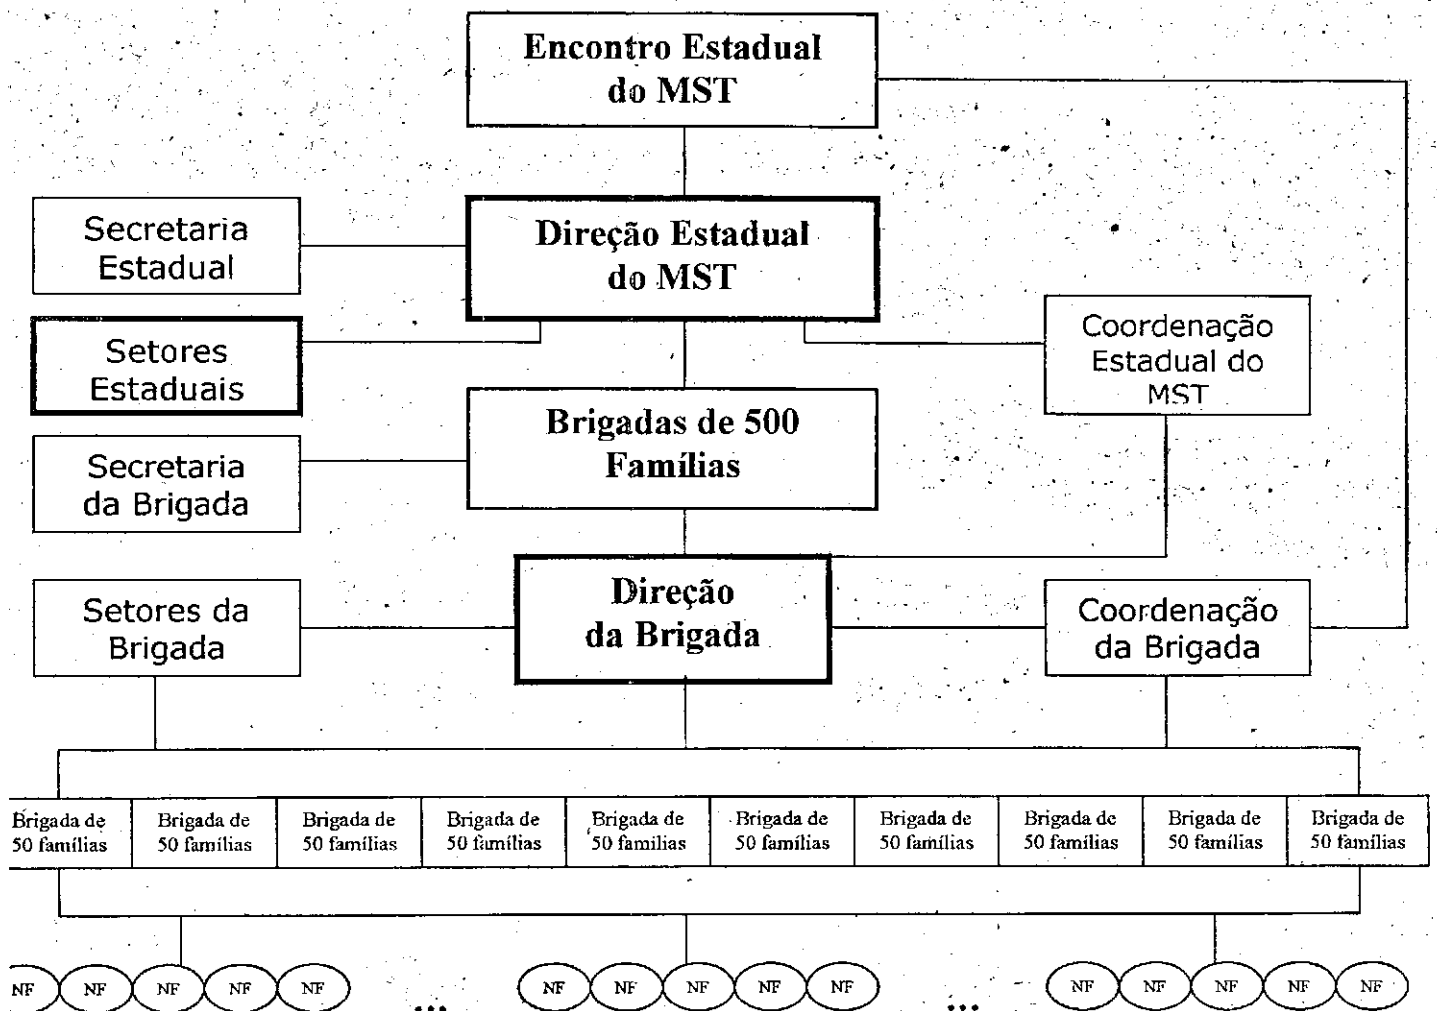 Encontro Estadual
do MST
Secretaria
Estadual
Direção Estadual
do MST
Setores
Estaduais
Coordenação
Estadual do
MST
Brigadas de 500
Famílias
Secretaria
da Brigada
Direção
da Brigada
Setores da
Brigada
Coordenação
da Brigada
Brigada de
50 famílias
Brigada de
50 famílias
Brigada de
50 famílias
Brigada de
50 famílias
Brigada de
50 famílias
Brigada de
50 famílias
Brigada de
50 famílias
Brigada de
50 famílias
Brigada de
50 famílias
Brigada de
50 famílias
NF NF NF NF NF ... NF NF NF NF NF ... NF NF NF NF NF